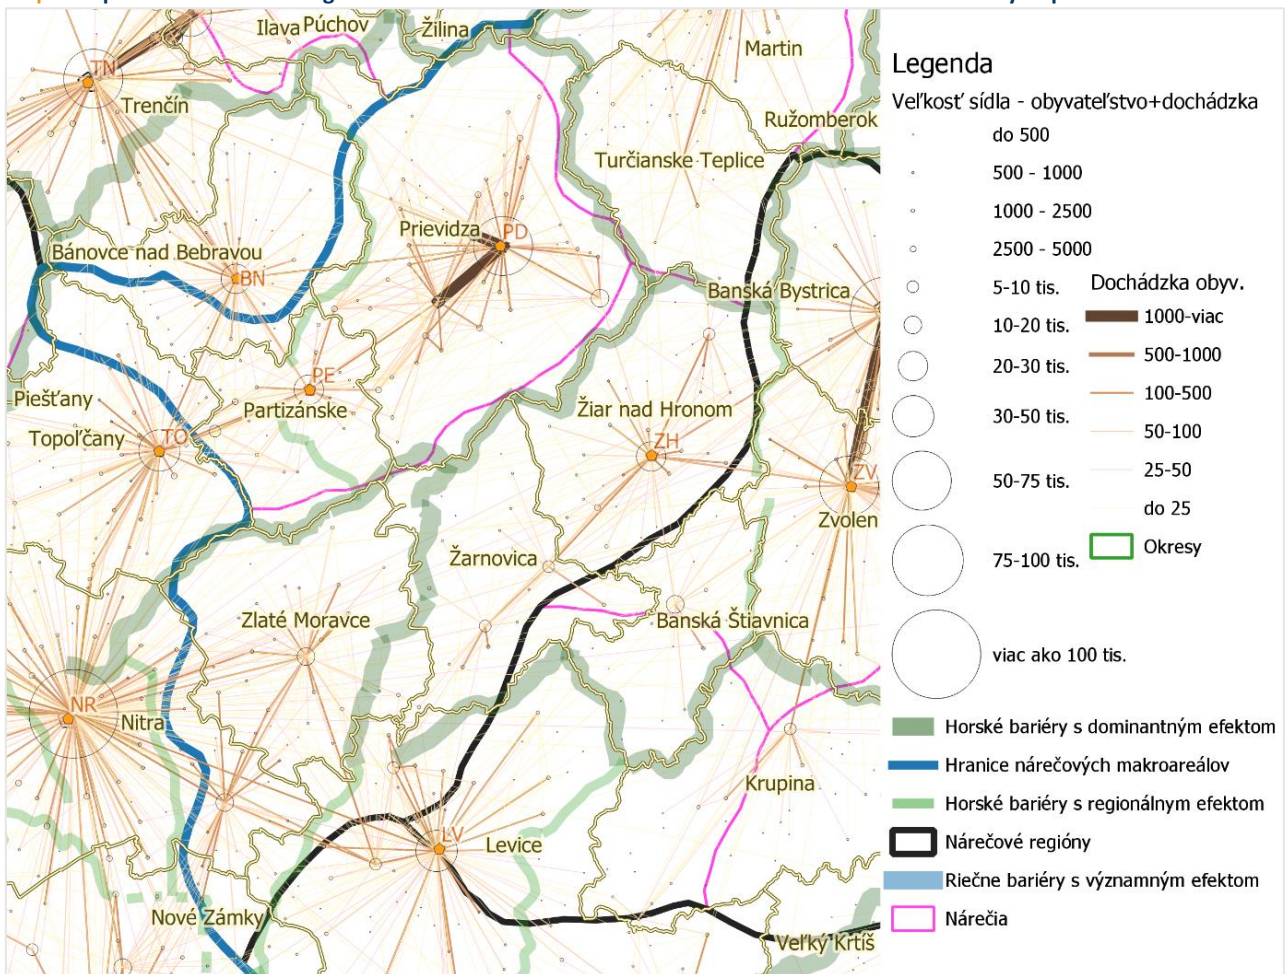 Ilava
Púchov
Žilina
Martin
TN
Trenčín
Ružomberok
Turčianske Teplice
Prievidza
PD
Bánovce nad Bebravou
BN
Banská Bystrica
PE
Piešťany
Partizánske
Žiar nad Hronom
Topoľčany
TO
ZH
ZV
Zvolen
Žarnovica
Zlaté Moravce
Banská Štiavnica
NR
Nitra
Krupina
LV
Levice
Nové Zámky
Veľký Krtíš
Legenda
Veľkosť sídla - obyvateľstvo+dochádzka
do 500
500 - 1000
1000 - 2500
2500 - 5000
5-10 tis.
10-20 tis.
20-30 tis.
30-50 tis.
50-75 tis.
75-100 tis.
viac ako 100 tis.
Dochádzka obyv.
1000-viac
500-1000
100-500
50-100
25-50
do 25
Okresy
Horské bariéry s dominantným efektom
Hranice nárečových makroareálov
Horské bariéry s regionálnym efektom
Nárečové regióny
Riečne bariéry s významným efektom
Nárečia